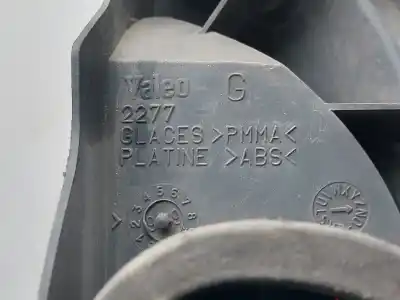 Valeo G
2277
GLACES >PMMA<
PLATINE >ABS<